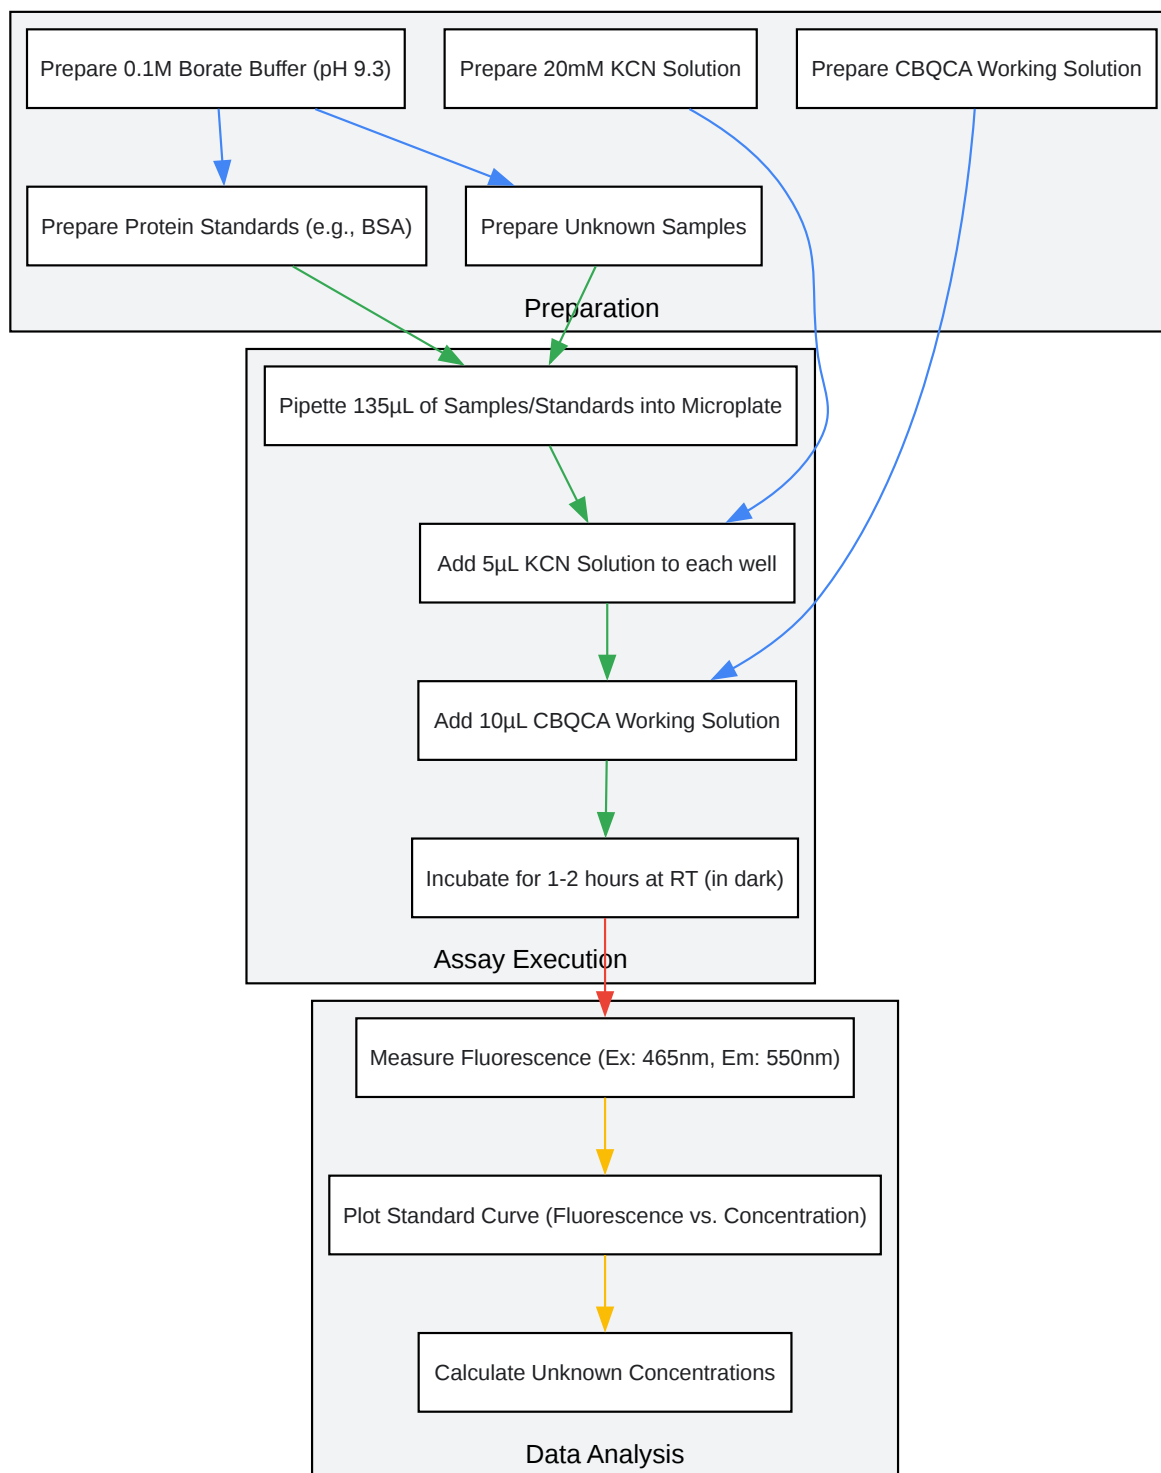 Prepare 0.1M Borate Buffer (pH 9.3)
Prepare 20mM KCN Solution
Prepare CBQCA Working Solution
Prepare Protein Standards (e.g., BSA)
Prepare Unknown Samples
Preparation
Pipette 135µL of Samples/Standards into Microplate
Add 5µL KCN Solution to each well
Add 10µL CBQCA Working Solution
Incubate for 1-2 hours at RT (in dark)
Assay Execution
Measure Fluorescence (Ex: 465nm, Em: 550nm)
Plot Standard Curve (Fluorescence vs. Concentration)
Calculate Unknown Concentrations
Data Analysis